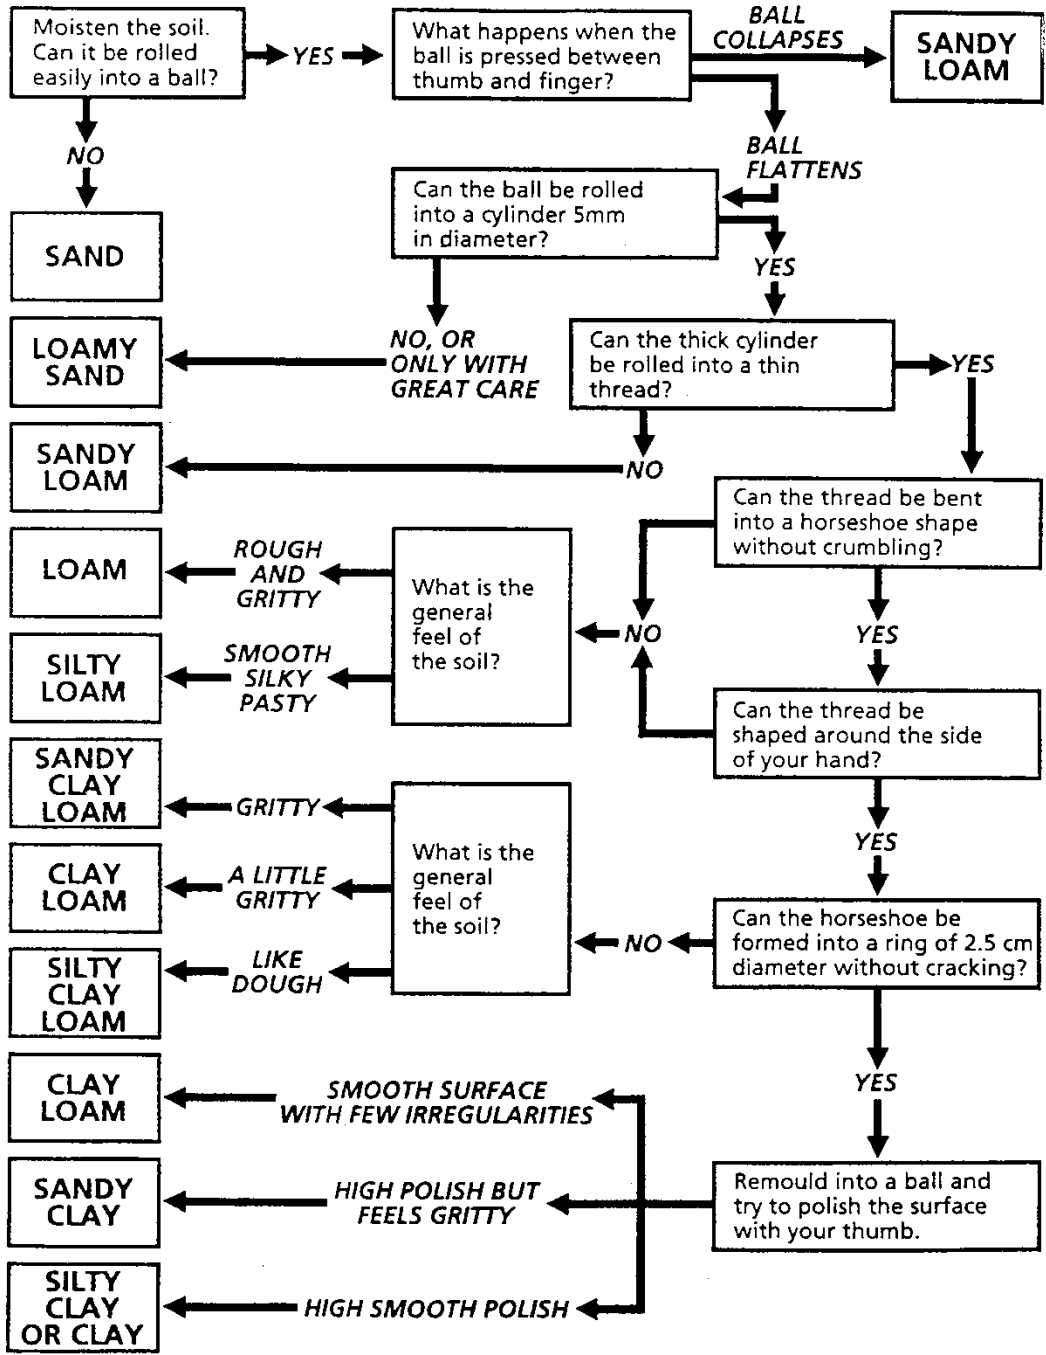 Moisten the soil.
Can it be rolled
easily into a ball?
YES
What happens when the
ball is pressed between
thumb and finger?
BALL
COLLAPSES
SANDY
LOAM
NO
BALL
FLATTENS
SAND
Can the ball be rolled
into a cylinder 5mm
in diameter?
YES
LOAMY
SAND
NO, OR
ONLY WITH
GREAT CARE
Can the thick cylinder
be rolled into a thin
thread?
YES
SANDY
LOAM
NO
Can the thread be bent
into a horseshoe shape
without crumbling?
LOAM
ROUGH
AND
GRITTY
What is the
general
feel of
the soil?
NO
YES
SILTY
LOAM
SMOOTH
SILKY
PASTY
Can the thread be
shaped around the side
of your hand?
SANDY
CLAY
LOAM
GRITTY
YES
CLAY
LOAM
A LITTLE
GRITTY
What is the
general
feel of
the soil?
NO
Can the horseshoe be
formed into a ring of 2.5 cm
diameter without cracking?
SILTY
CLAY
LOAM
LIKE
DOUGH
YES
CLAY
LOAM
SMOOTH SURFACE
WITH FEW IRREGULARITIES
SANDY
CLAY
HIGH POLISH BUT
FEELS GRITTY
Remould into a ball and
try to polish the surface
with your thumb.
SILTY
CLAY
OR CLAY
HIGH SMOOTH POLISH